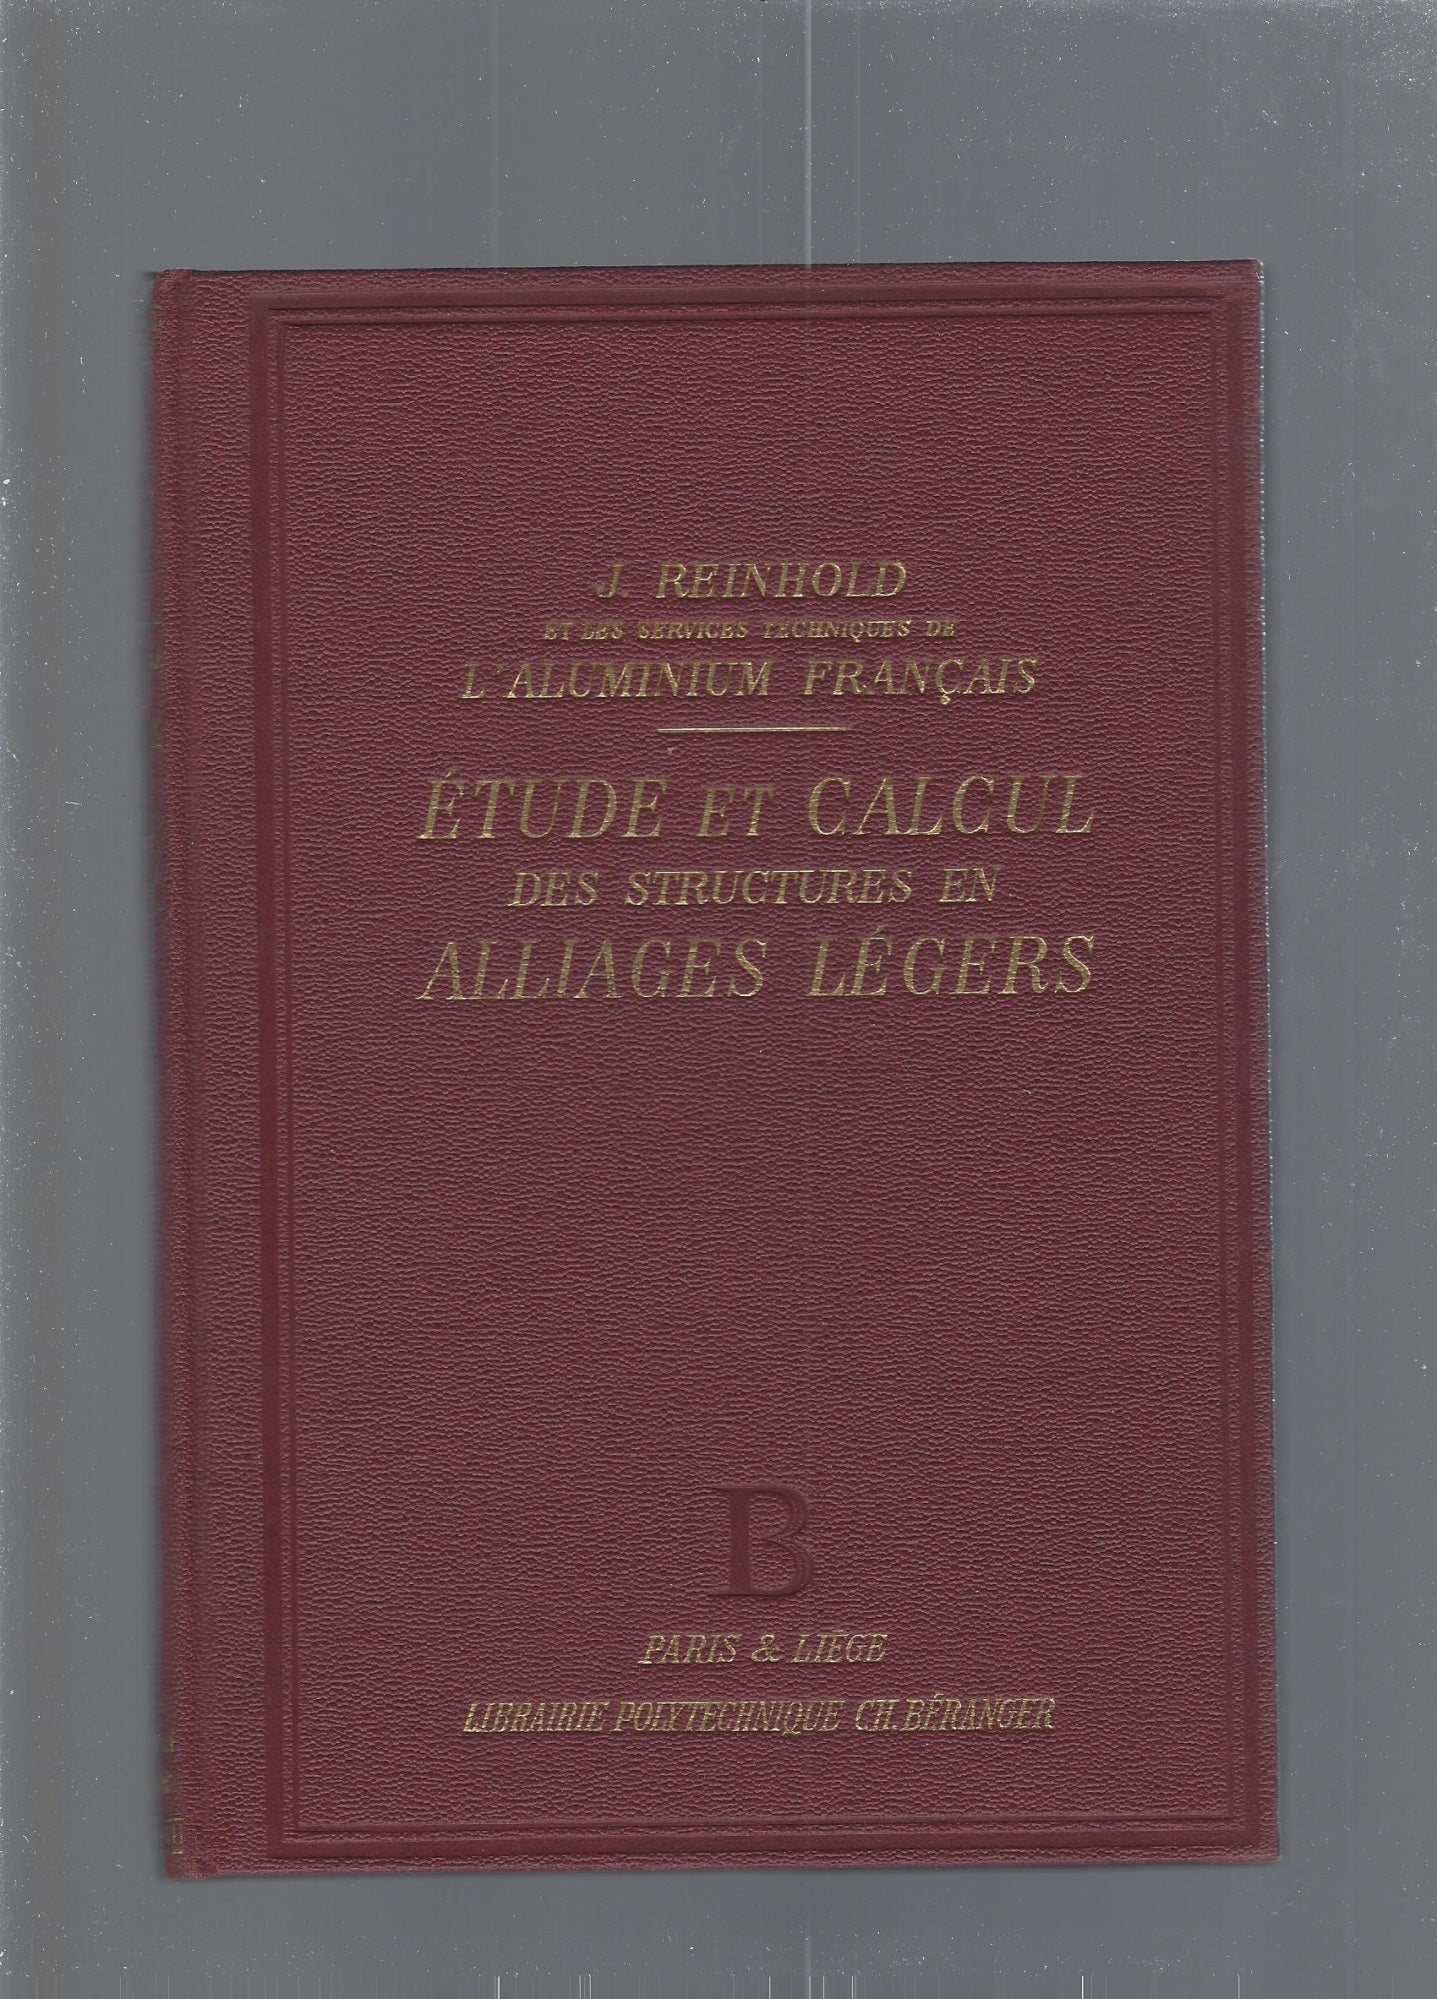 J. REINHOLD
ET LES SERVICES TECHNIQUES DE
L'ALUMINIUM FRANÇAIS
ÉTUDE ET CALCUL
DES STRUCTURES EN
ALLIAGES LÉGERS
B
PARIS & LIÉGE
LIBRAIRIE POLYTECHNIQUE CH. BÉRANGER